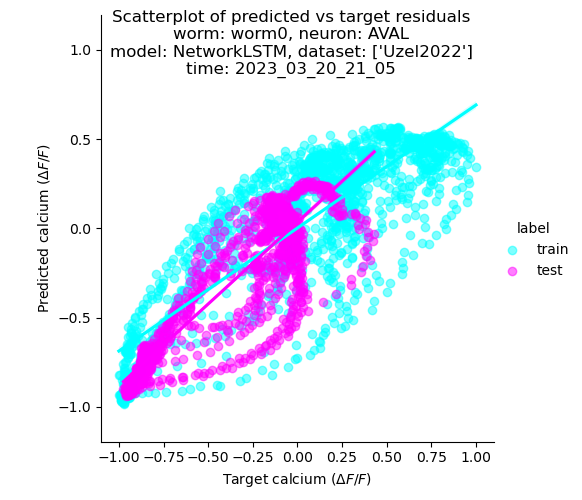 Scatterplot of predicted vs target residuals
worm: worm0, neuron: AVAL
model: NetworkLSTM, dataset: ['Uzel2022']
time: 2023_03_20_21_05
1.0
0.5
0.0
−0.5
−1.0
Predicted calcium (ΔF/F)
−1.00 −0.75 −0.50 −0.25 0.00 0.25 0.50 0.75 1.00
Target calcium (ΔF/F)
label
train
test